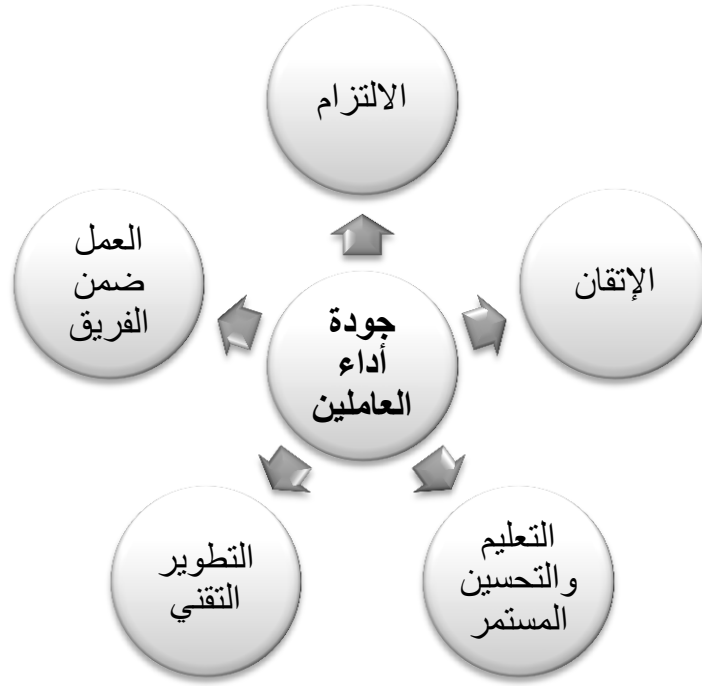 الالتزام
الإتقان
التعليم
والتحسين
المستمر
التطوير
التقني
العمل
ضمن
الفريق
جودة
أداء
العاملين